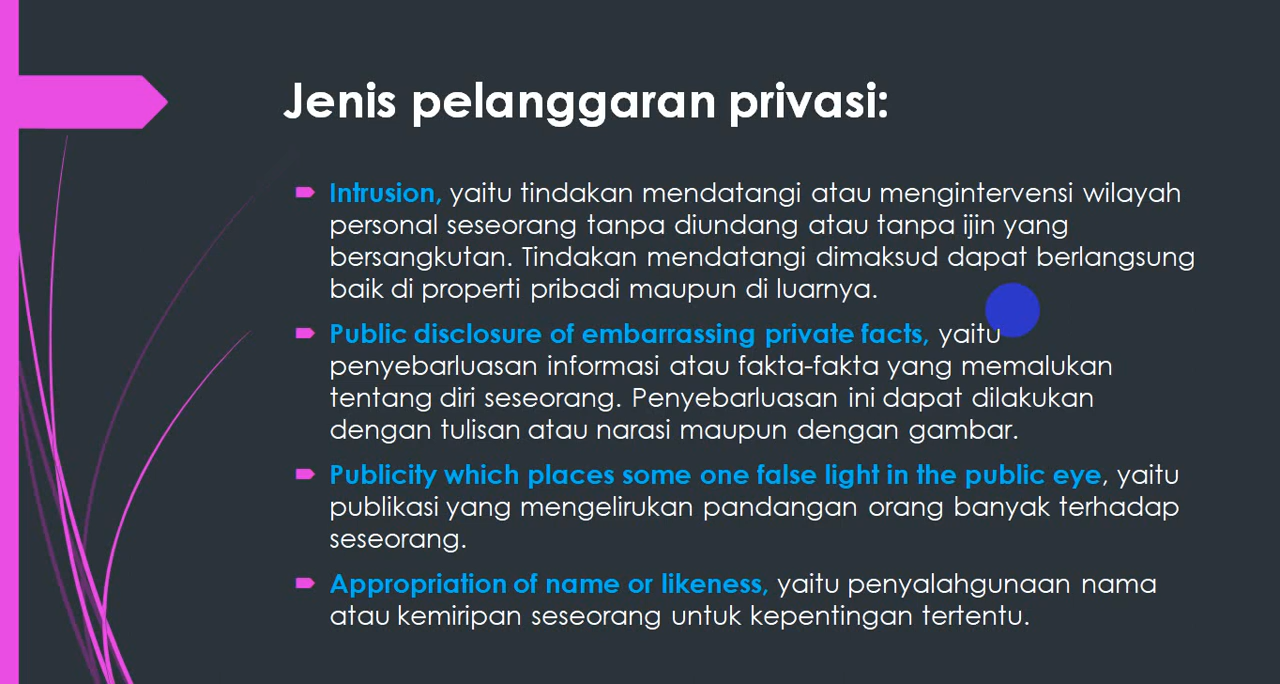 Jenis pelanggaran privasi:
Intrusion, yaitu tindakan mendatangi atau mengintervensi wilayah
personal seseorang tanpa diundang atau tanpa ijin yang
bersangkutan. Tindakan mendatangi dimaksud dapat berlangsung
baik di properti pribadi maupun di luarnya.
Public disclosure of embarrassing private facts, yaitu
penyebarluasan informasi atau fakta-fakta yang memalukan
tentang diri seseorang. Penyebarluasan ini dapat dilakukan
dengan tulisan atau narasi maupun dengan gambar.
Publicity which places some one false light in the public eye, yaitu
publikasi yang mengelirukan pandangan orang banyak terhadap
seseorang.
Appropriation of name or likeness, yaitu penyalahgunaan nama
atau kemiripan seseorang untuk kepentingan tertentu.